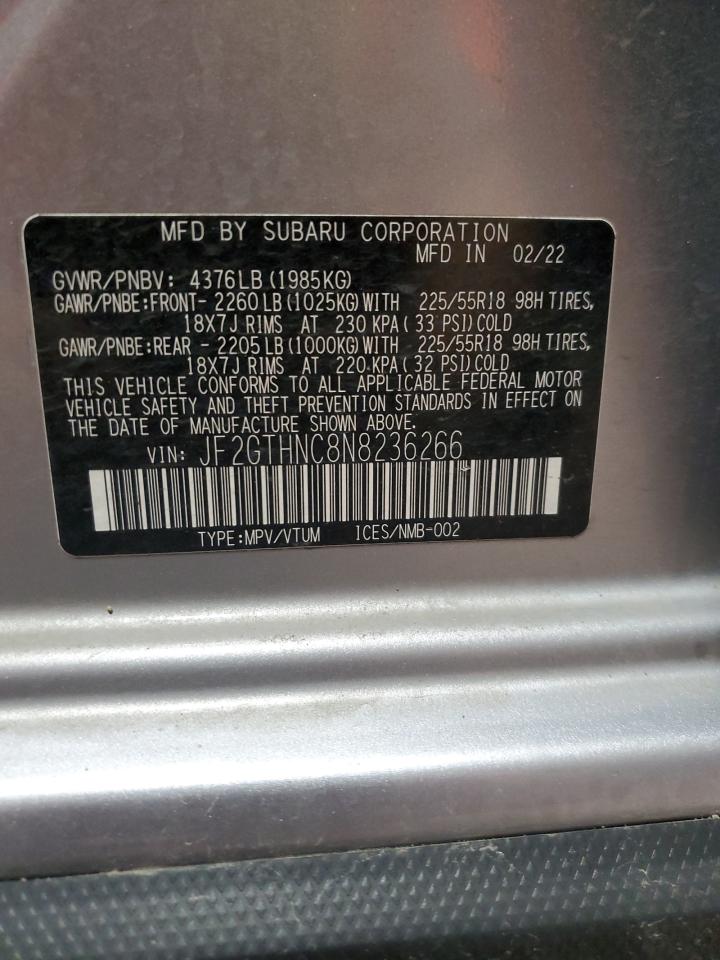 MFD BY SUBARU CORPORATION
MFD IN 02/22
GVWR/PNBV: 4376LB (1985KG)
GAWR/PNBE:FRONT- 2260LB (1025KG)WITH 225/55R18 98H TIRES,
18X7J RIMS AT 230 KPA( 33 PSI)COLD
GAWR/PNBE:REAR - 2205LB (1000KG)WITH 225/55R18 98H TIRES,
18X7J RIMS AT 220 KPA( 32 PSI)COLD
THIS VEHICLE CONFORMS TO ALL APPLICABLE FEDERAL MOTOR
VEHICLE SAFETY AND THEFT PREVENTION STANDARDS IN EFFECT ON
THE DATE OF MANUFACTURE SHOWN ABOVE.
VIN: JF2GTHNC8N8236266
TYPE:MPV/VTUM ICES/NMB-002